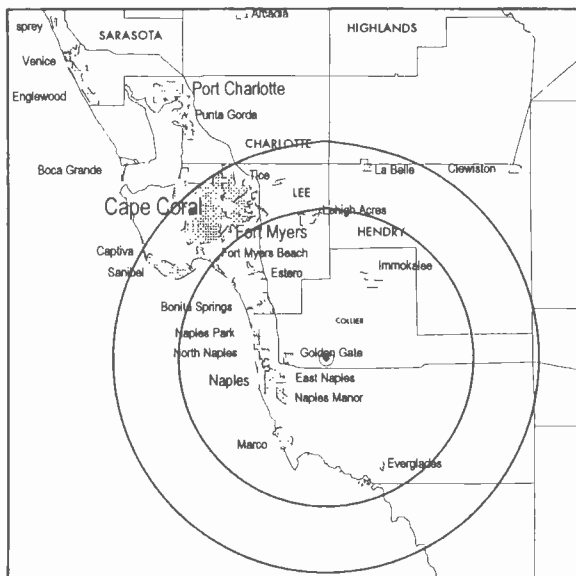 Arcadia
sprey
SARASOTA
HIGHLANDS
Venice
Port Charlotte
Englewood
Punta Gorda
CHARLOTTE
Boca Grande
La Belle
Clewiston
Tice
LEE
Cape Coral
Lehigh Acres
Fort Myers
HENDRY
Captiva
Fort Myers Beach
Immokalee
Sanibel
Estero
Bonita Springs
COLLIER
Naples Park
North Naples
Golden Gate
Naples
East Naples
Naples Manor
Marco
Everglades